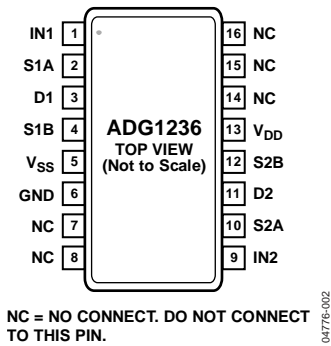 IN1 1
S1A 2
D1 3
S1B 4
VSS 5
GND 6
NC 7
NC 8
ADG1236
TOP VIEW
(Not to Scale)
16 NC
15 NC
14 NC
13 VDD
12 S2B
11 D2
10 S2A
9 IN2
NC = NO CONNECT. DO NOT CONNECT
TO THIS PIN.
04776-002